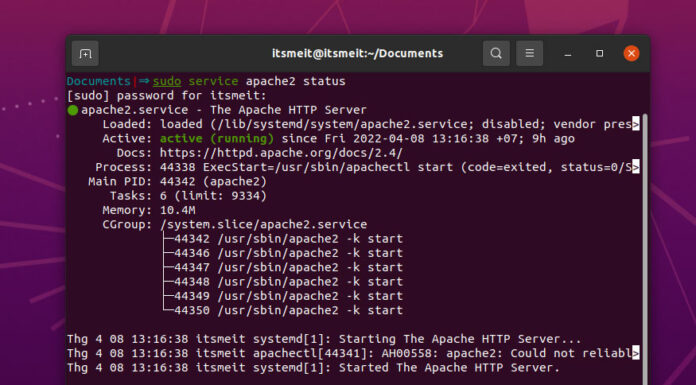 itsmeit@itsmeit:~/Documents
Documents|⇒ sudo service apache2 status
[sudo] password for itsmeit:
● apache2.service - The Apache HTTP Server
Loaded: loaded (/lib/systemd/system/apache2.service; disabled; vendor pres>
Active: active (running) since Fri 2022-04-08 13:16:38 +07; 9h ago
Docs: https://httpd.apache.org/docs/2.4/
Process: 44338 ExecStart=/usr/sbin/apachectl start (code=exited, status=0/S>
Main PID: 44342 (apache2)
Tasks: 6 (limit: 9334)
Memory: 10.4M
CGroup: /system.slice/apache2.service
├─44342 /usr/sbin/apache2 -k start
├─44346 /usr/sbin/apache2 -k start
├─44347 /usr/sbin/apache2 -k start
├─44348 /usr/sbin/apache2 -k start
├─44349 /usr/sbin/apache2 -k start
└─44350 /usr/sbin/apache2 -k start
Thg 4 08 13:16:38 itsmeit systemd[1]: Starting The Apache HTTP Server...
Thg 4 08 13:16:38 itsmeit apachectl[44341]: AH00558: apache2: Could not reliabl>
Thg 4 08 13:16:38 itsmeit systemd[1]: Started The Apache HTTP Server.